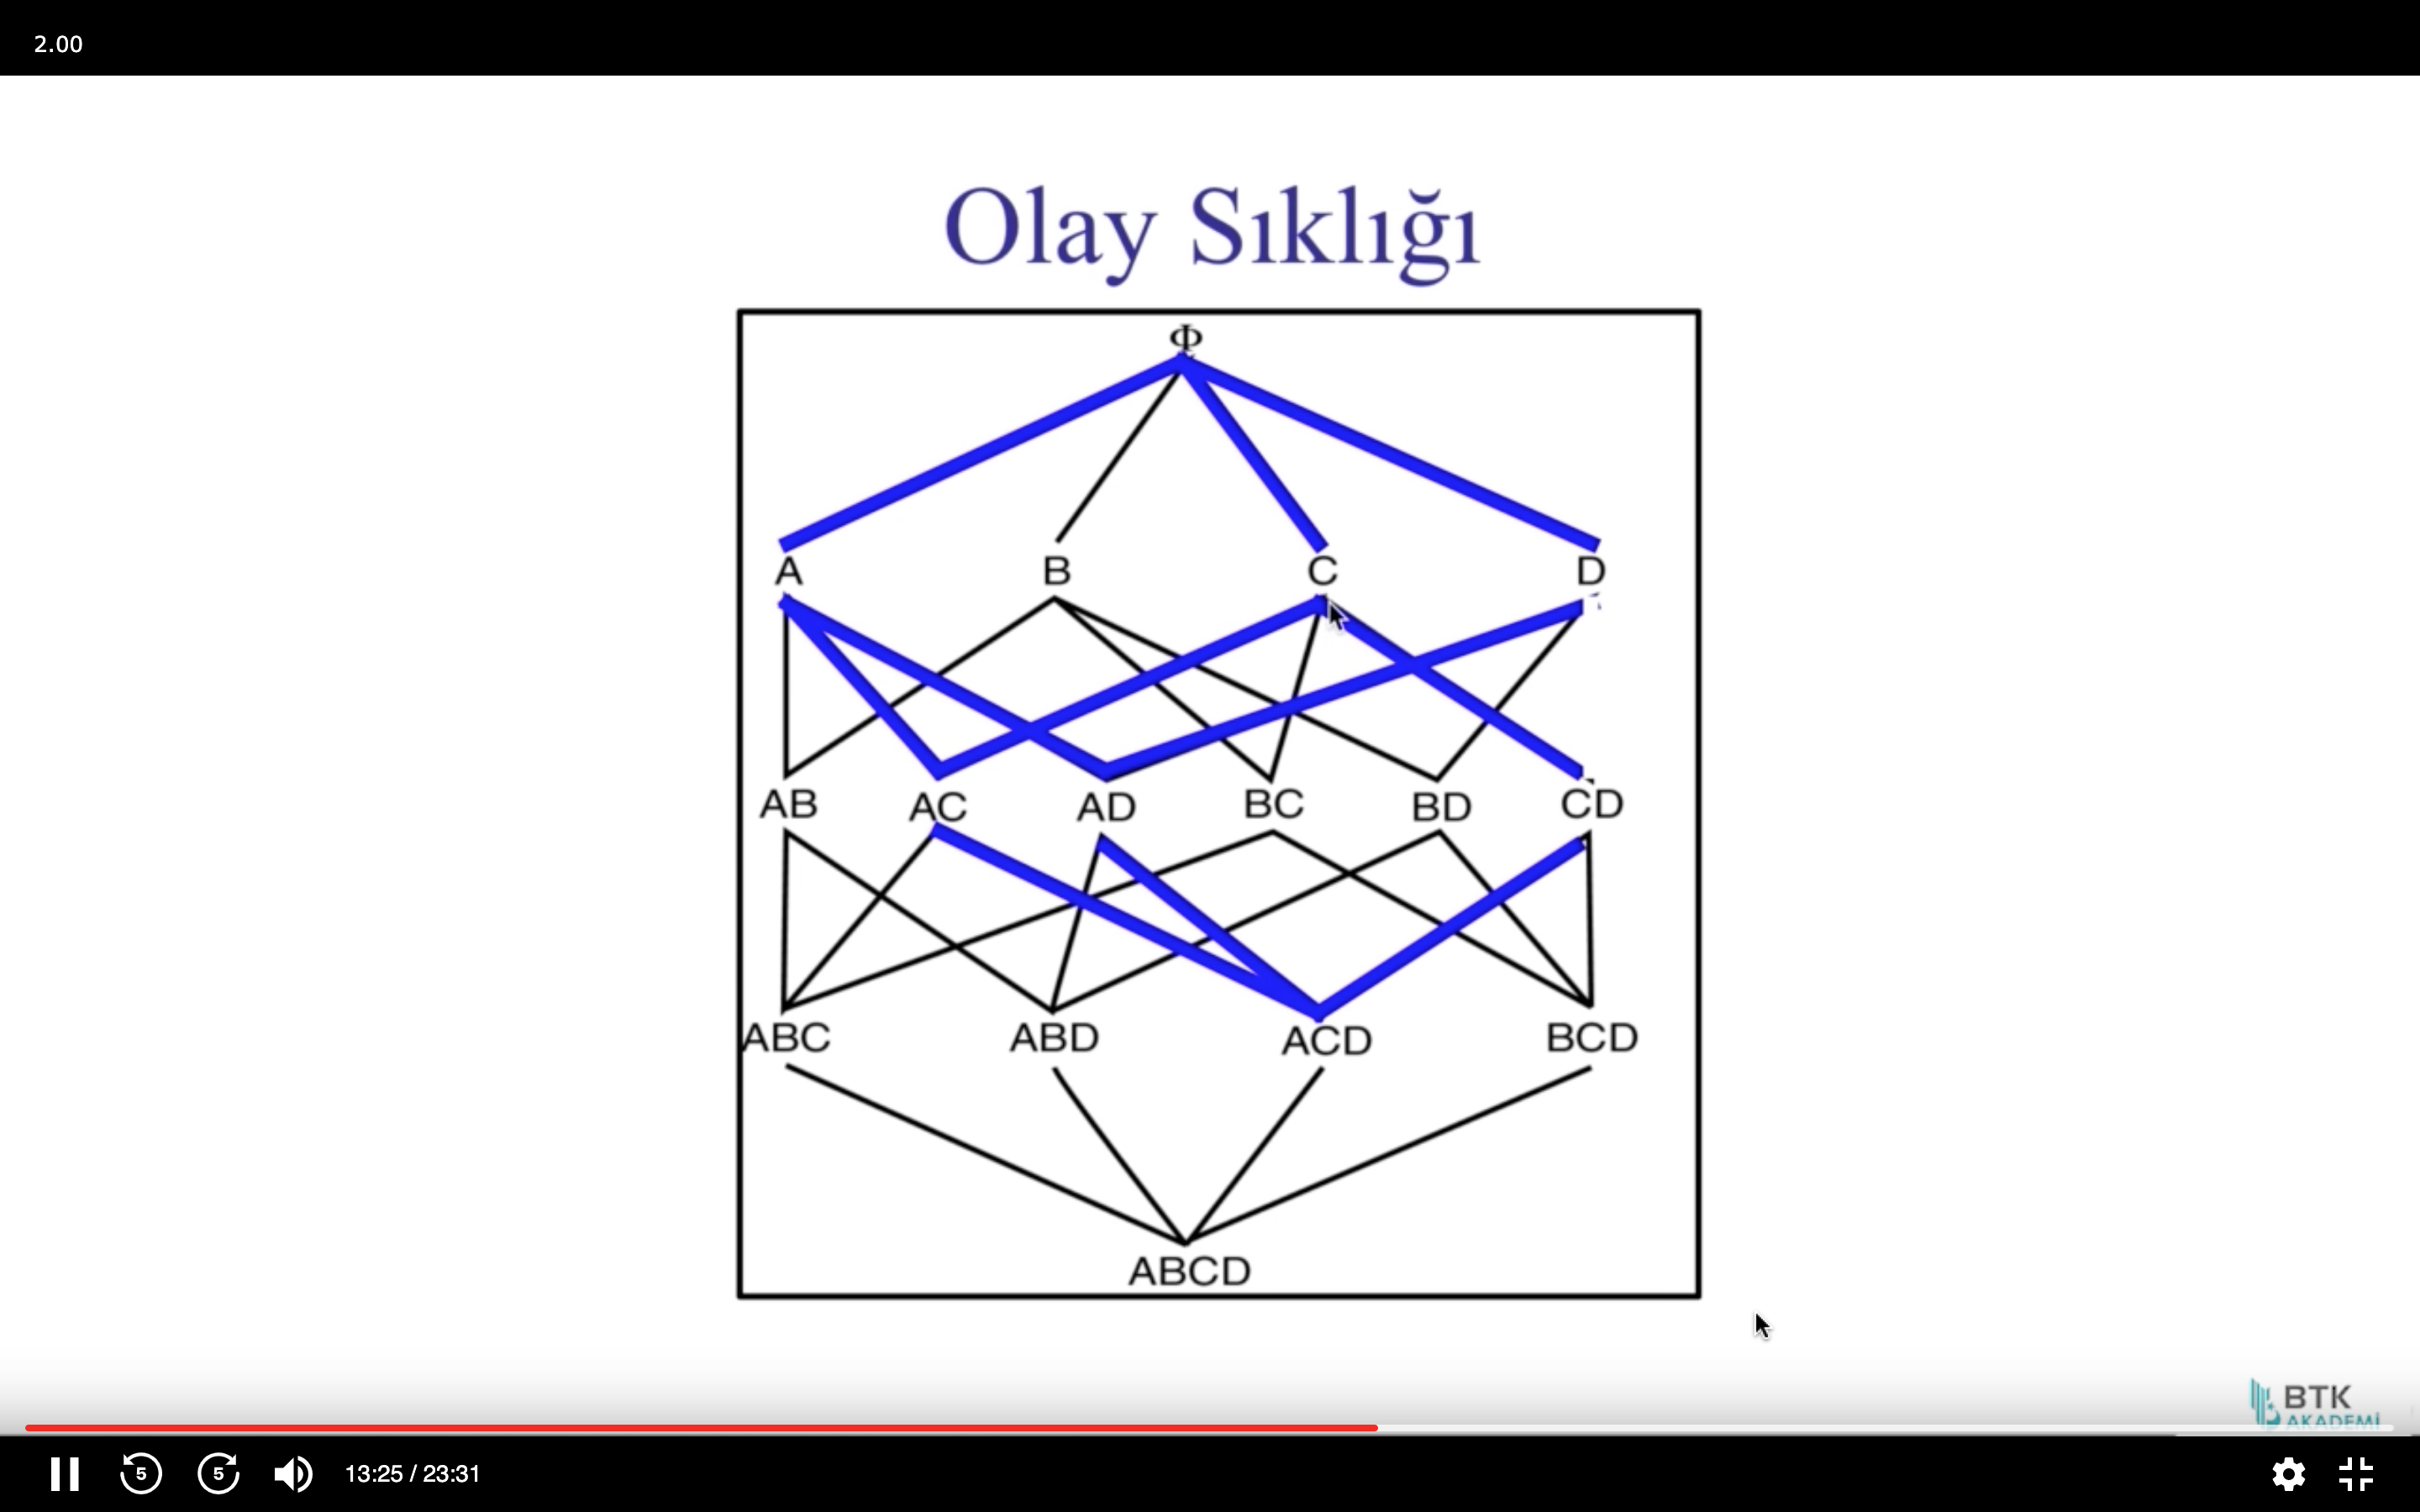 2.00
Olay Sıklığı
Φ
A B C D
AB AC AD BC BD CD
ABC ABD ACD BCD
ABCD
BTK
AKADEMİ
5 5 13:25 / 23:31